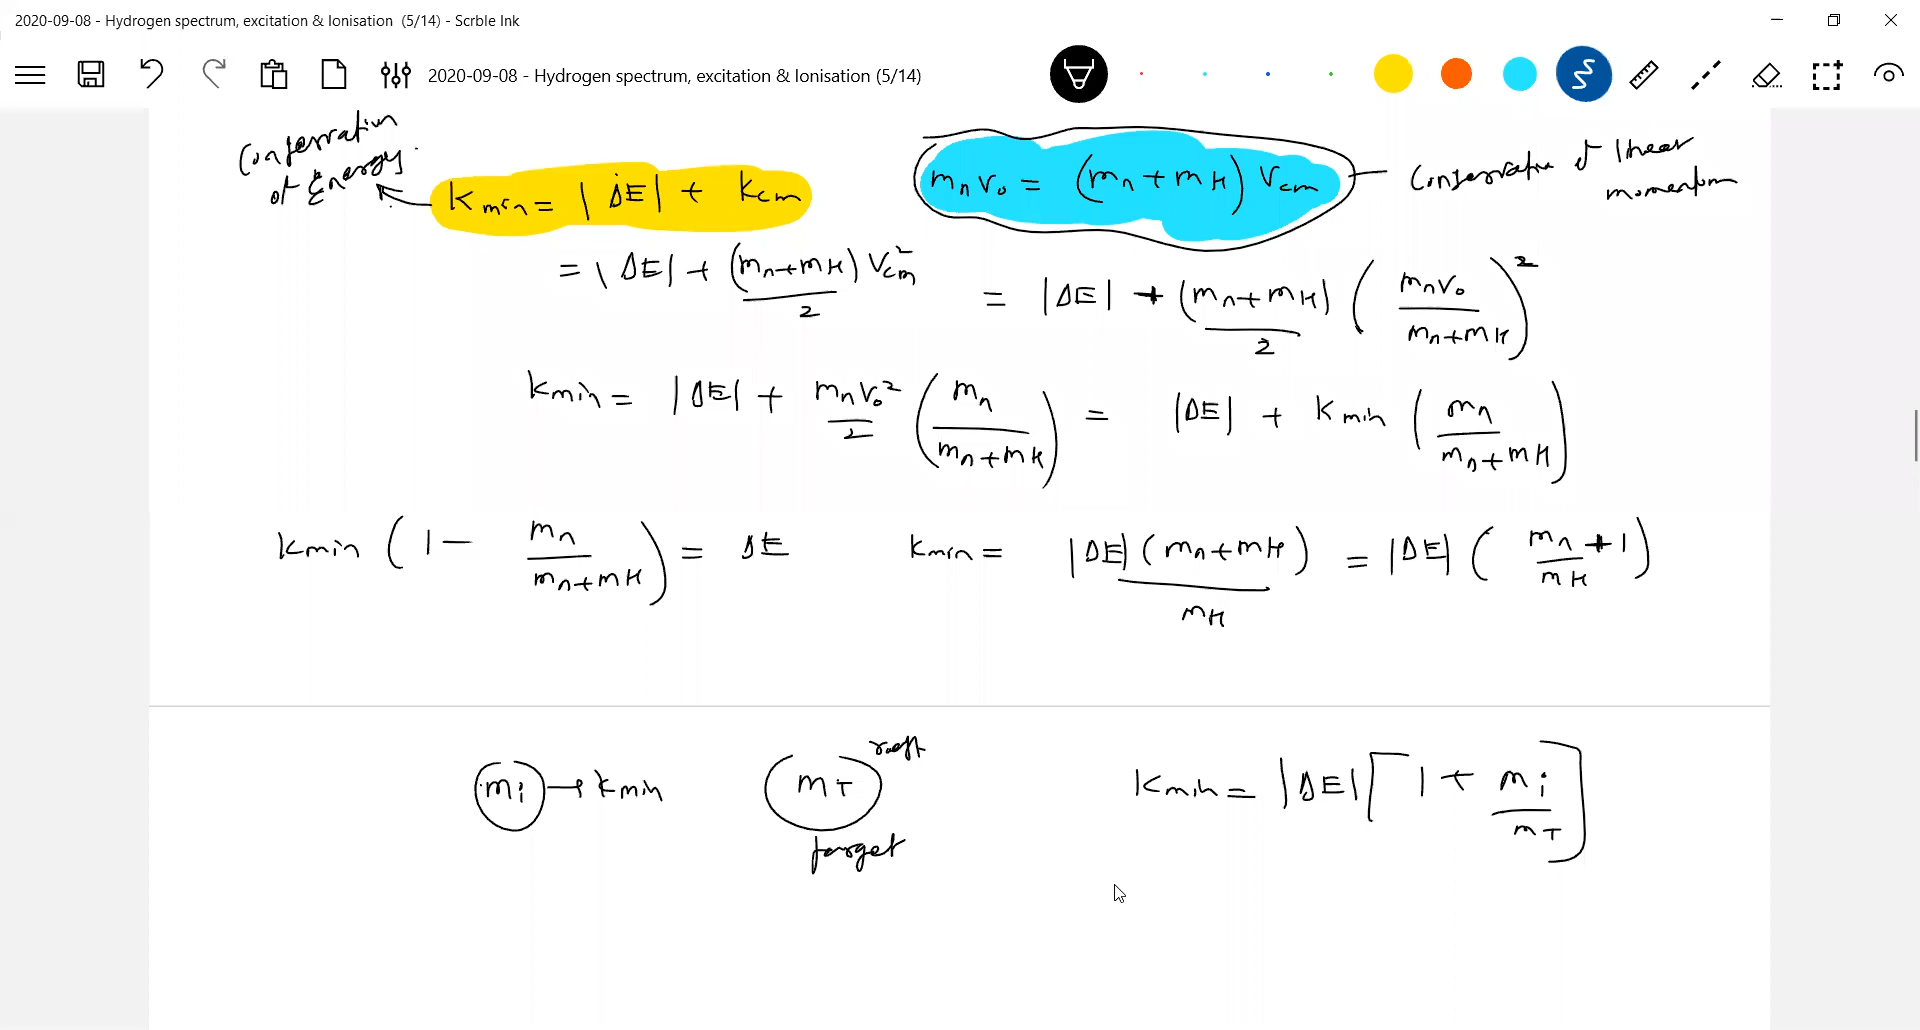 2020-09-08 - Hydrogen spectrum, excitation & Ionisation (5/14) - Scrble Ink
2020-09-08 - Hydrogen spectrum, excitation & Ionisation (5/14)
Conservation of Energy.
K min = |ΔE| + Kcm
mn v0 = (mn + mH) Vcm
Conservation of linear momentum
= |ΔE| + (mn+mH)/2 Vcm²
= |ΔE| + (mn+mH)/2 (mnv0/(mn+mH))²
Kmin = |ΔE| + mnv0²/2 (mn/(mn+mH)) = |ΔE| + Kmin (mn/(mn+mH))
Kmin (1 - mn/(mn+mH)) = ΔE
Kmin = |ΔE| (mn+mH)/mH = |ΔE| (mn/mH + 1)
mi → Kmin
mT
rest
target
Kmin = |ΔE| [1 + mi/mT]